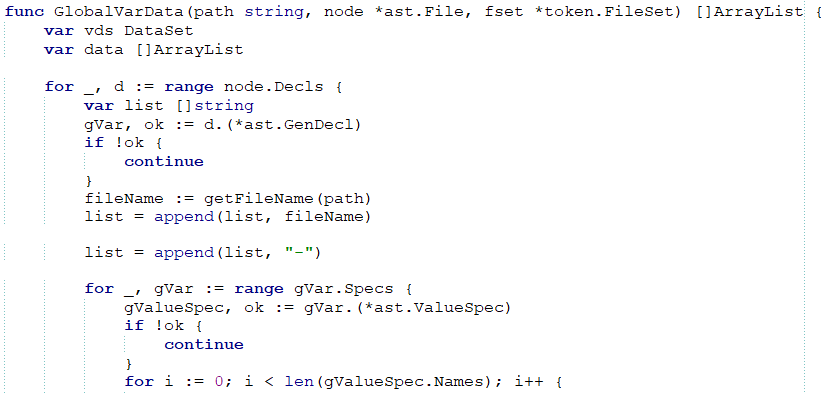 func GlobalVarData(path string, node *ast.File, fset *token.FileSet) []ArrayList {
    var vds DataSet
    var data []ArrayList

    for _, d := range node.Decls {
        var list []string
        gVar, ok := d.(*ast.GenDecl)
        if !ok {
            continue
        }
        fileName := getFileName(path)
        list = append(list, fileName)

        list = append(list, "-")

        for _, gVar := range gVar.Specs {
            gValueSpec, ok := gVar.(*ast.ValueSpec)
            if !ok {
                continue
            }
            for i := 0; i < len(gValueSpec.Names); i++ {